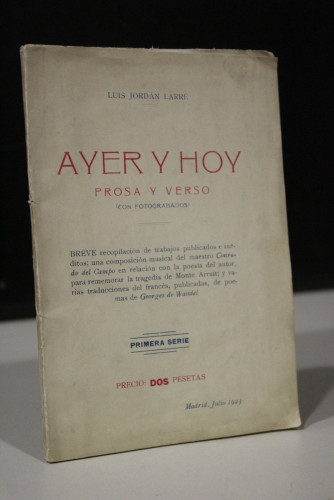 LUIS JORDÁN LARRE
AYER Y HOY
PROSA Y VERSO
(CON FOTOGRABADOS)
BREVE recopilación de trabajos publicados e iné-
ditos; una composición musical del maestro Conra-
do del Campo en relación con la poesía del autor,
para rememorar la tragedia de Monte Arruit; y va-
rias traducciones del francés, publicadas, de poe-
mas de Georges de
PRIMERA SERIE
PRECIO: DOS PESETAS
Madrid, Julio 1923